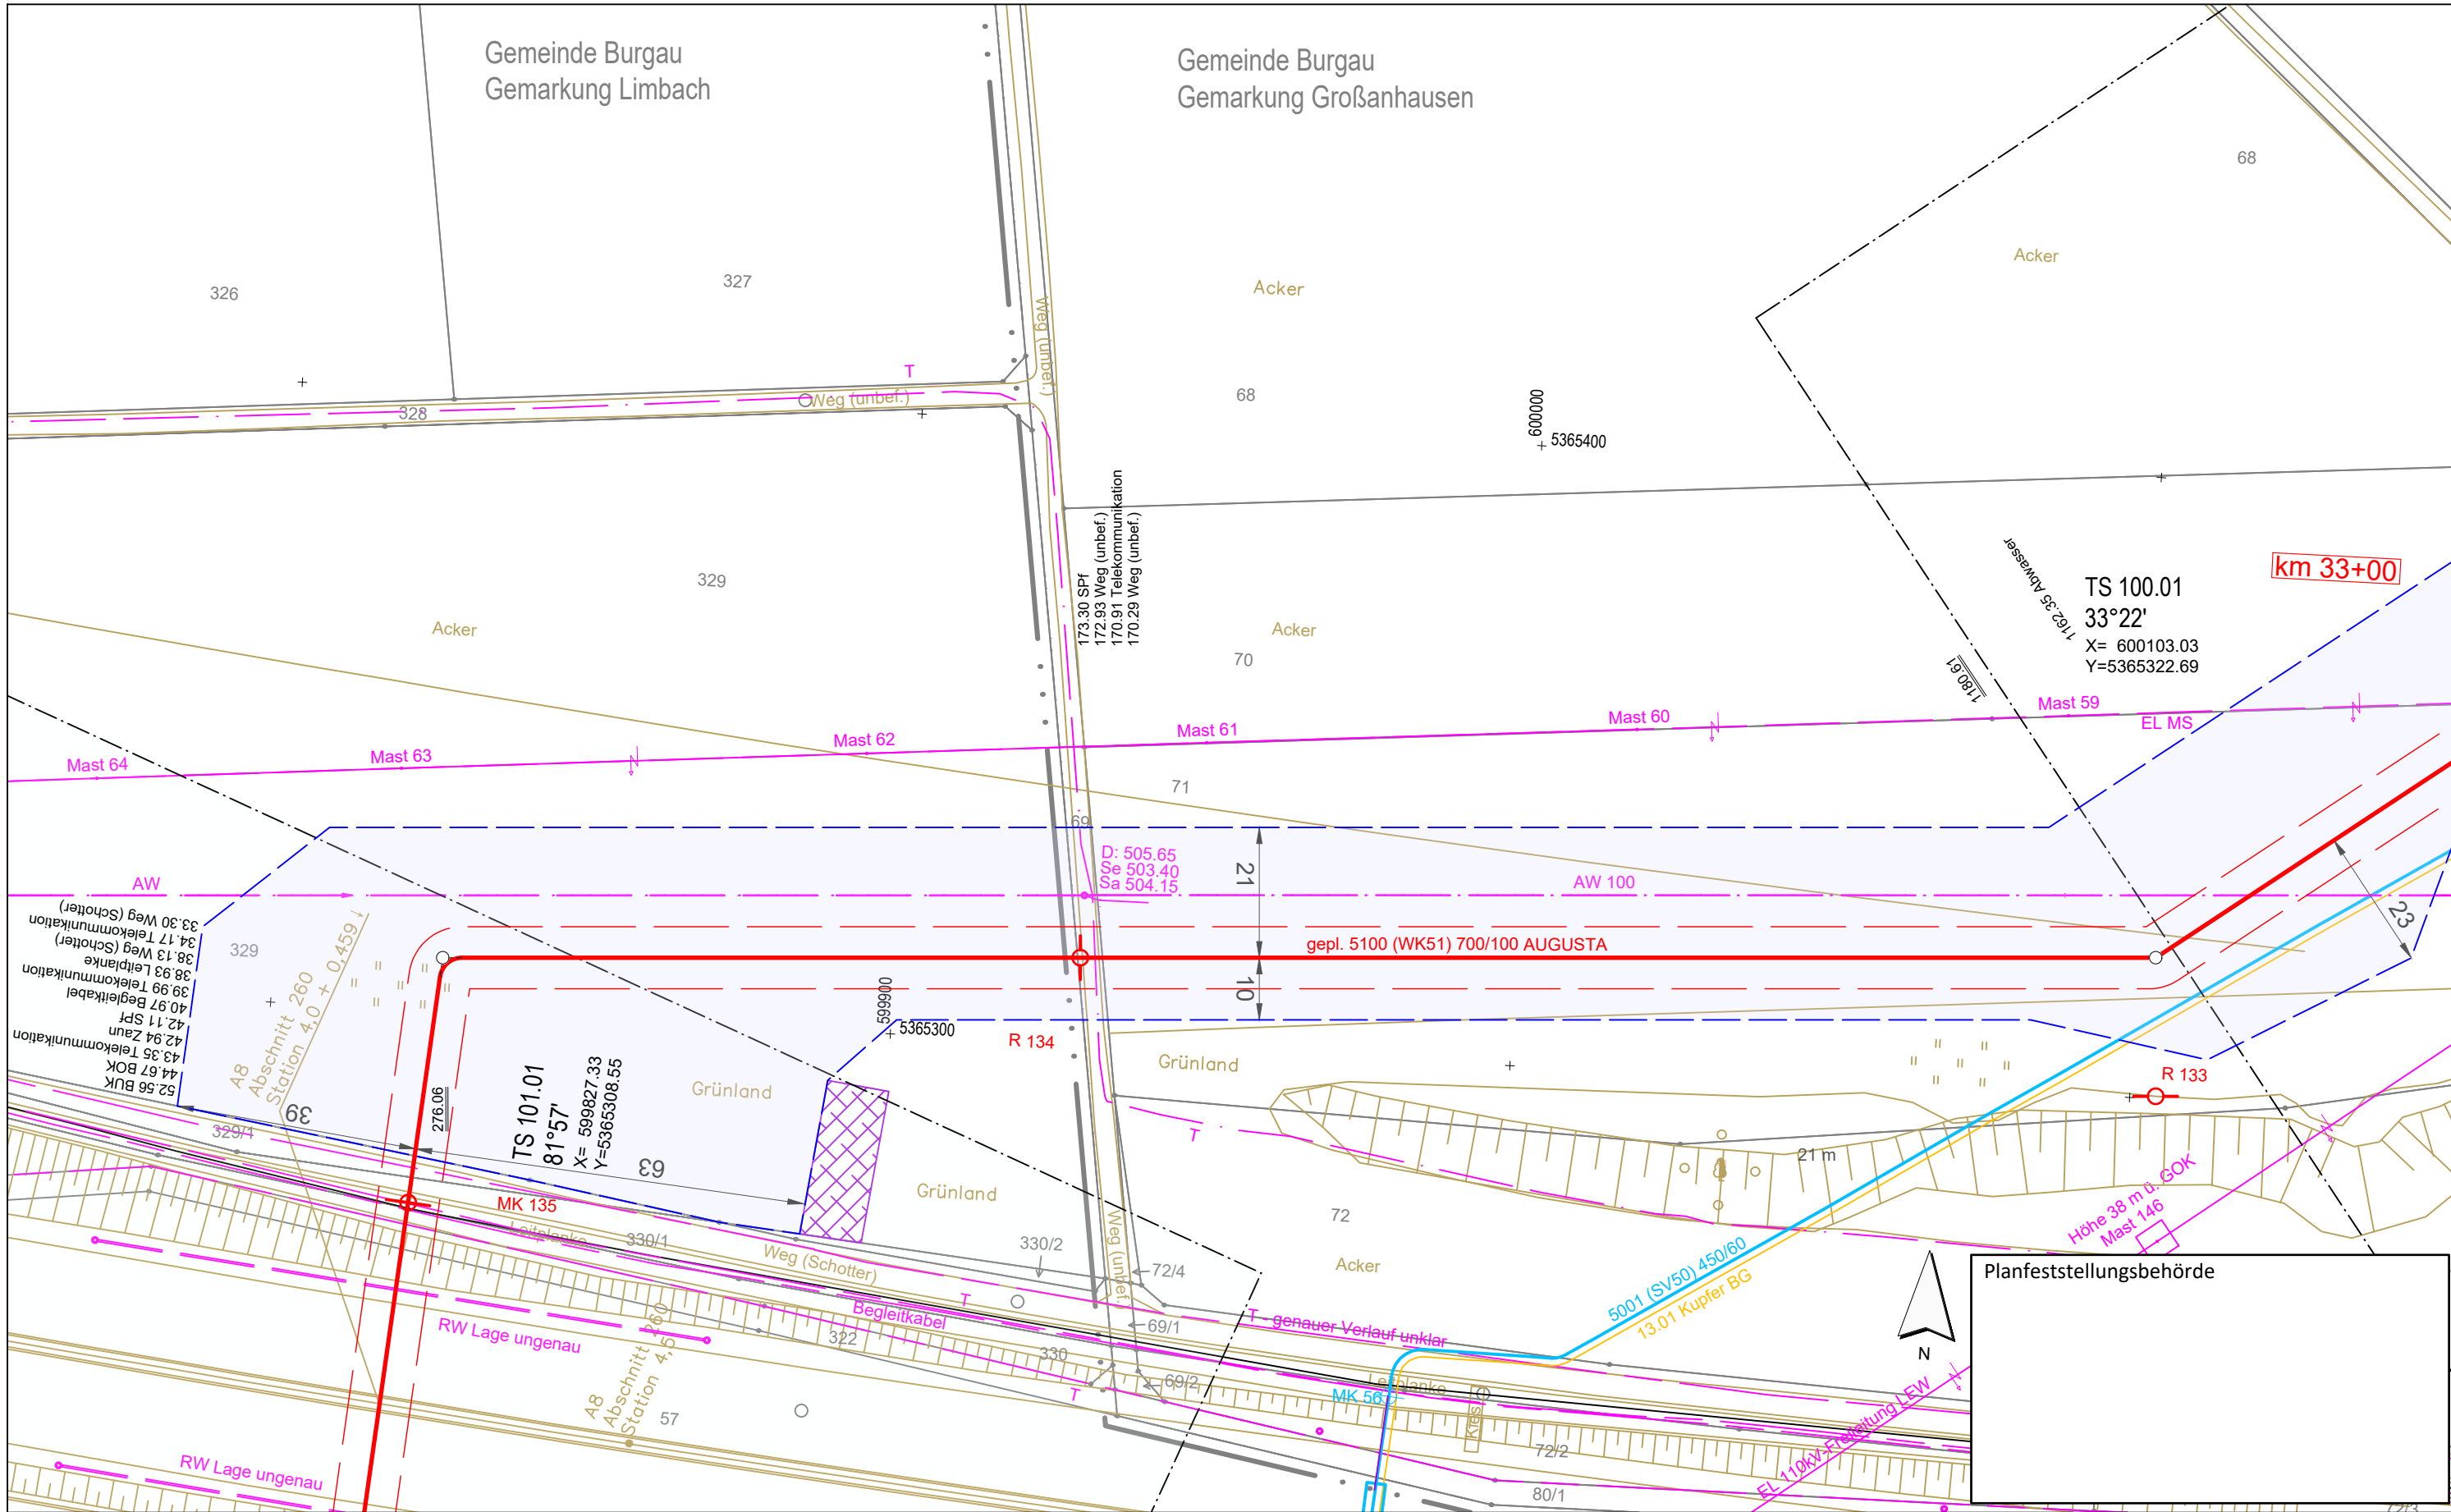 Gemeinde Burgau
Gemarkung Limbach
Gemeinde Burgau
Gemarkung Großanhausen
68
326
327
Acker
Acker
Weg (unbef.)
T
328
Weg (unbef.)
68
600000
5365400
329
173.30 SPf
172.93 Weg (unbef.)
170.91 Telekommunikation
170.29 Weg (unbef.)
1162.35 Abwasser
km 33+00
TS 100.01
33°22'
X= 600103.03
Y=5365322.69
1180.61
Acker
Acker
70
Mast 64
Mast 63
Mast 62
Mast 61
Mast 60
Mast 59
EL MS
71
69
D: 505.65
Se 503.40
Sa 504.15
21
AW
AW 100
33.30 Weg (Schotter)
34.17 Telekommunikation
38.13 Weg (Schotter)
38.93 Leitplanke
39.99 Telekommunikation
40.97 Begleitkabel
42.11 SPf
42.94 Zaun
43.35 Telekommunikation
44.67 BOK
52.56 BUK
329
A8
Abschnitt 260
Station 4,0 + 0,459
gepl. 5100 (WK51) 700/100 AUGUSTA
23
10
599900
5365300
R 134
Grünland
R 133
39
276.06
TS 101.01
81°57'
X= 599827.33
Y=5365308.55
63
Grünland
329/1
T
21 m
MK 135
Leitplanke
330/1
Weg (Schotter)
Grünland
330/2
Weg (unbef.)
72/4
72
Acker
Höhe 38 m ü. GOK
Mast 146
Planfeststellungsbehörde
N
5001 (SV50) 450/60
13.01 Kupfer BG
T
Begleitkabel
RW Lage ungenau
322
330
69/1
T - genauer Verlauf unklar
69/2
T
Leitplanke
MK 56
Kies
A8
Abschnitt 260
Station 4,5
57
RW Lage ungenau
72/2
80/1
EL 110kV-Freileitung LEW
72/3